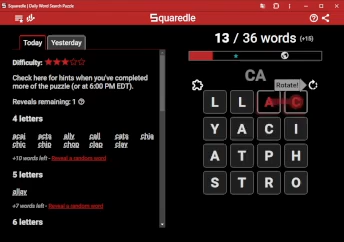 Squaredle | Daily Word Search Puzzle
Squaredle
Today Yesterday
Difficulty:
Check here for hints when you've completed
more of the puzzle (or at 6:00 PM EDT).
Reveals remaining: 1
4 letters
+10 words left - Reveal a random word
5 letters
allay
+7 words left - Reveal a random word
6 letters
13 / 36 words (+16)
CA
Rotate!
L L A C
Y A C I
A T P H
S T R O